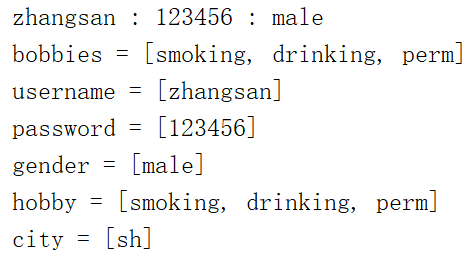 zhangsan : 123456 : male
bobbies = [smoking, drinking, perm]
username = [zhangsan]
password = [123456]
gender = [male]
hobby = [smoking, drinking, perm]
city = [sh]